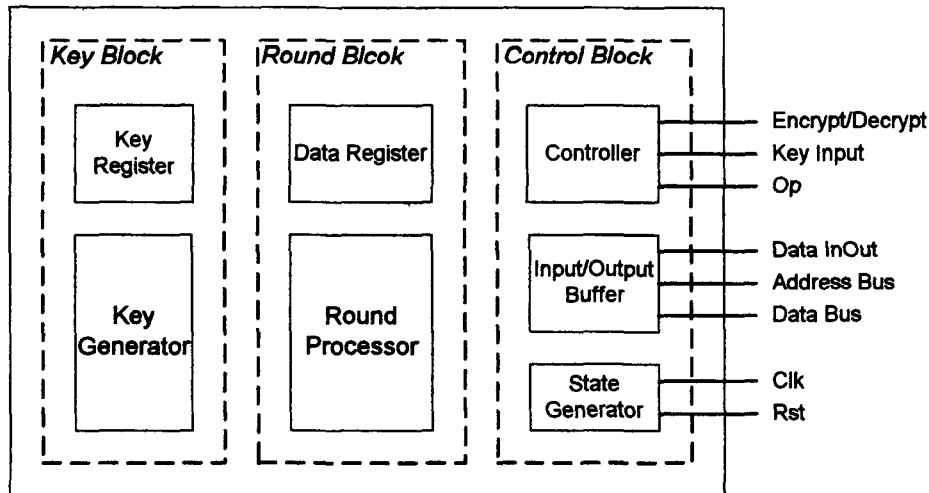 Key Block
Key
Register
Key
Generator
Round Blcok
Data Register
Round
Processor
Control Block
Controller
Input/Output
Buffer
State
Generator
Encrypt/Decrypt
Key Input
Op
Data InOut
Address Bus
Data Bus
Clk
Rst